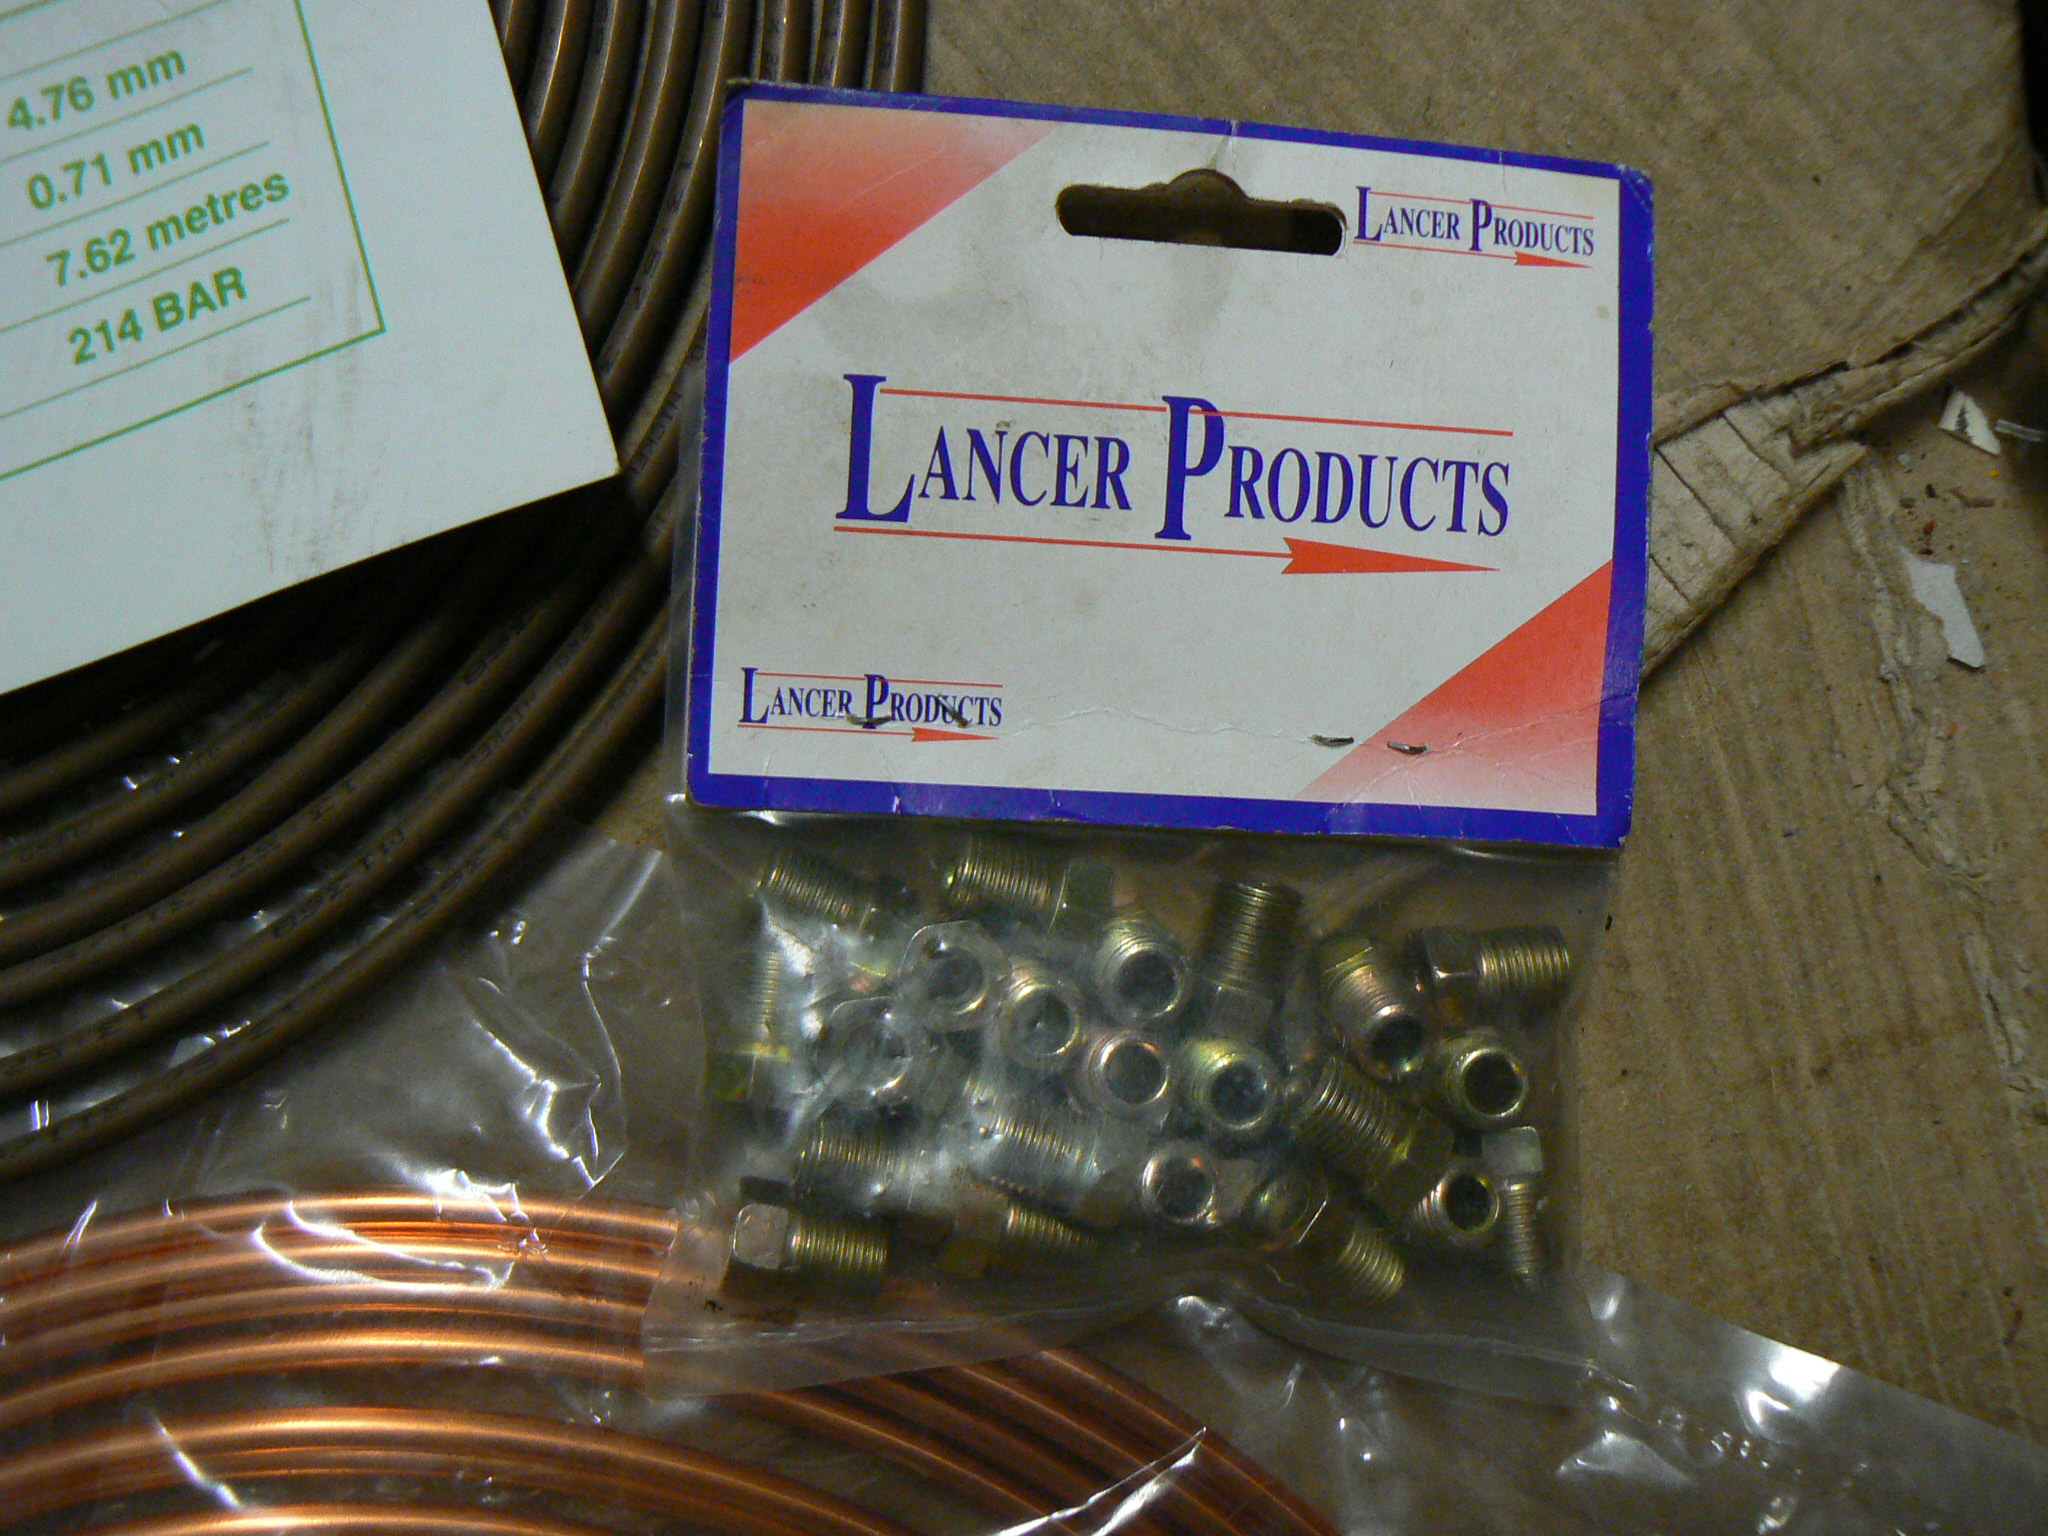 4.76 mm
0.71 mm
7.62 metres
214 BAR
LANCER PRODUCTS
LANCER PRODUCTS
LANCER PRODUCTS